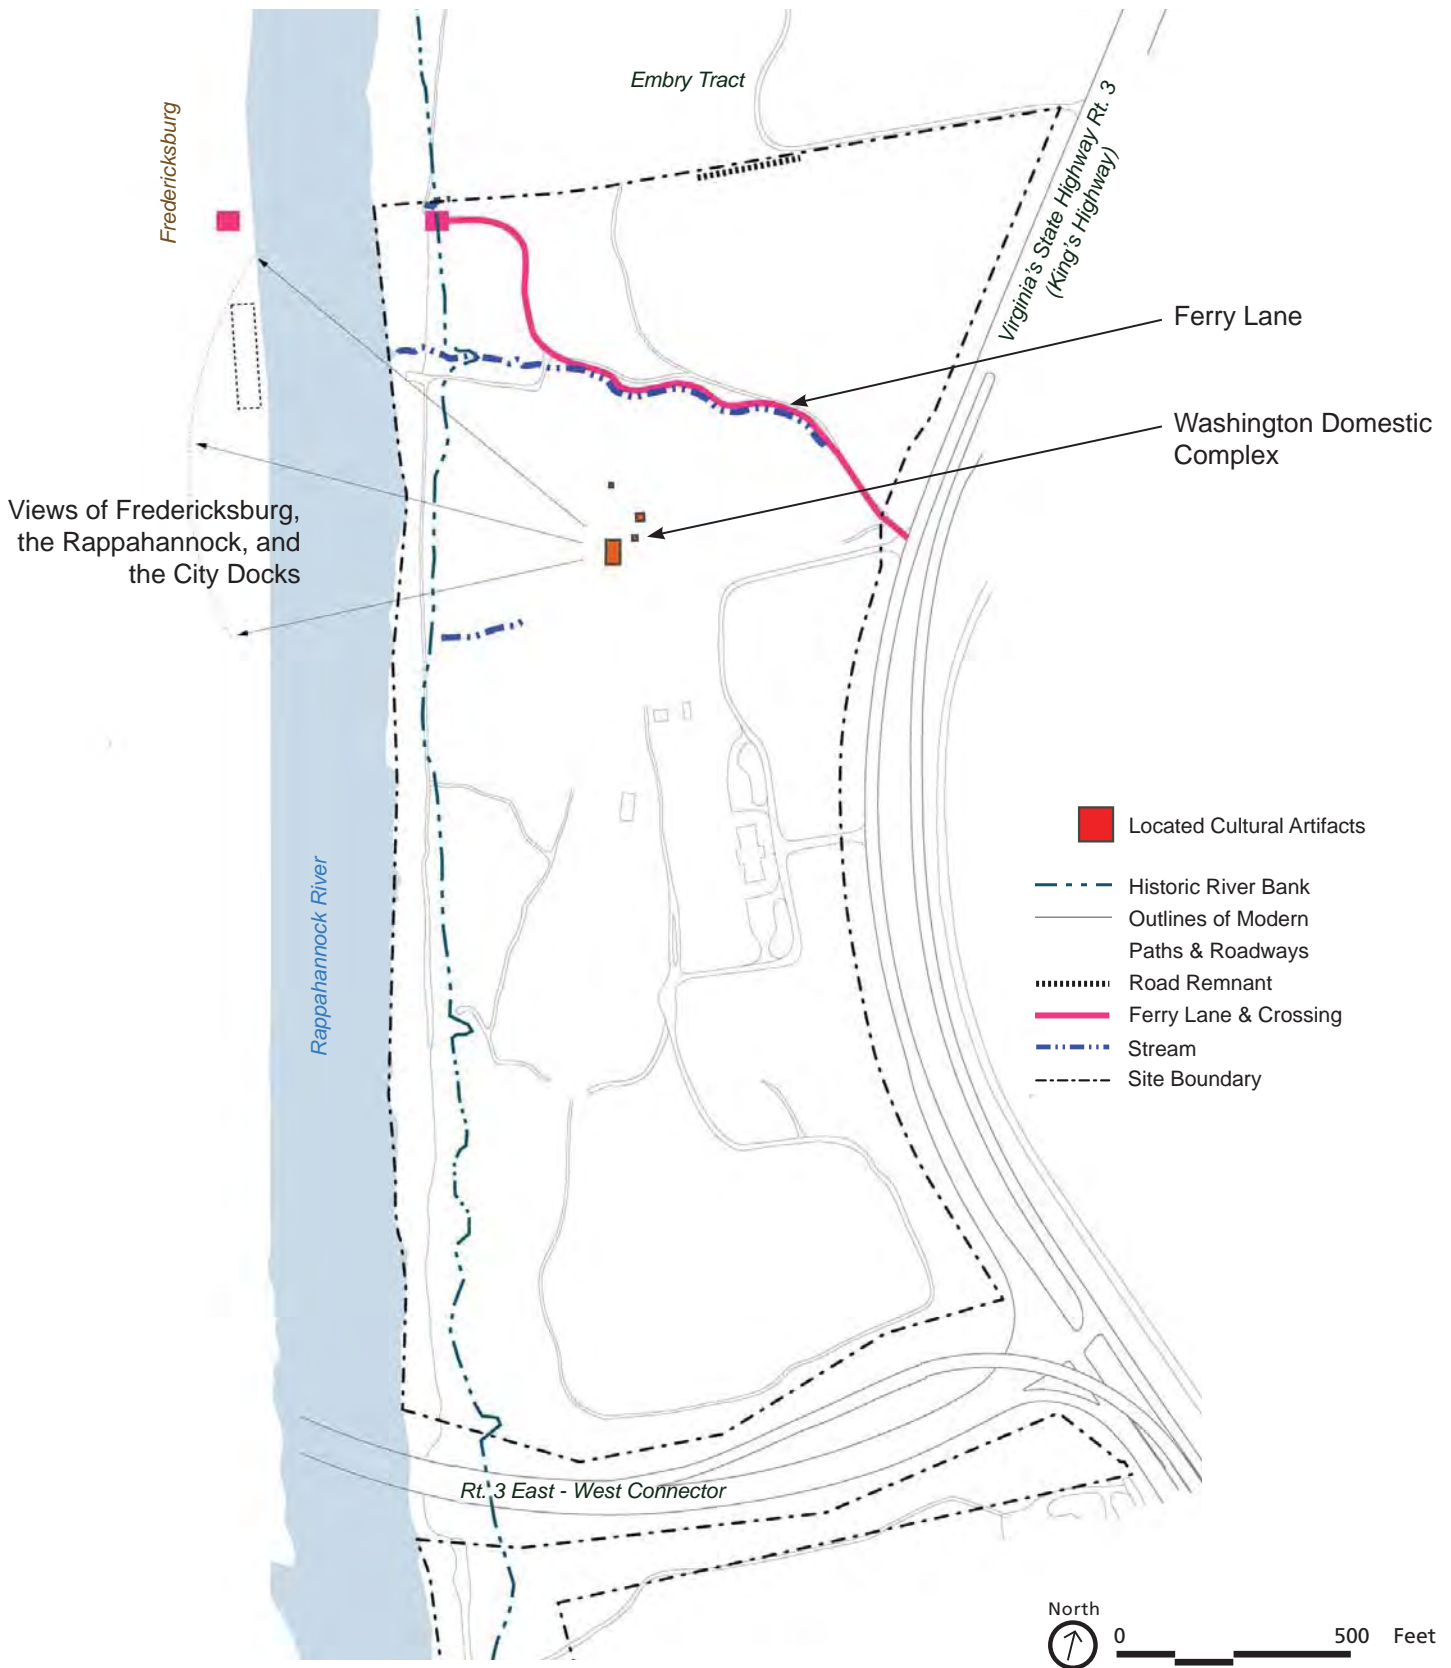 Embry Tract
Fredericksburg
Virginia's State Highway Rt. 3
(King's Highway)
Ferry Lane
Washington Domestic
Complex
Views of Fredericksburg,
the Rappahannock, and
the City Docks
Rappahannock River
Located Cultural Artifacts
Historic River Bank
Outlines of Modern
Paths & Roadways
Road Remnant
Ferry Lane & Crossing
Stream
Site Boundary
Rt. 3 East - West Connector
North
0 500 Feet